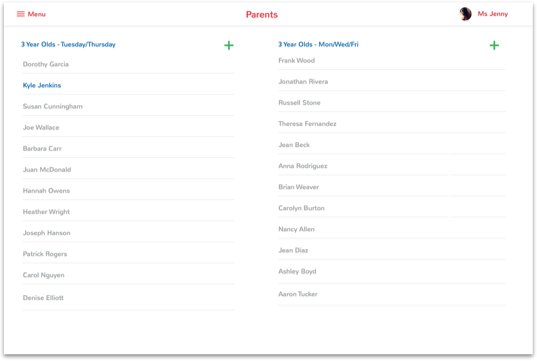 Menu
Parents
Ms Jenny
3 Year Olds - Tuesday/Thursday
Dorothy Garcia
Kyle Jenkins
Susan Cunningham
Joe Wallace
Barbara Carr
Juan McDonald
Hannah Owens
Heather Wright
Joseph Hanson
Patrick Rogers
Carol Nguyen
Denise Elliott
3 Year Olds - Mon/Wed/Fri
Frank Wood
Jonathan Rivera
Russell Stone
Theresa Fernandez
Jean Beck
Anna Rodriguez
Brian Weaver
Carolyn Burton
Nancy Allen
Jean Diaz
Ashley Boyd
Aaron Tucker